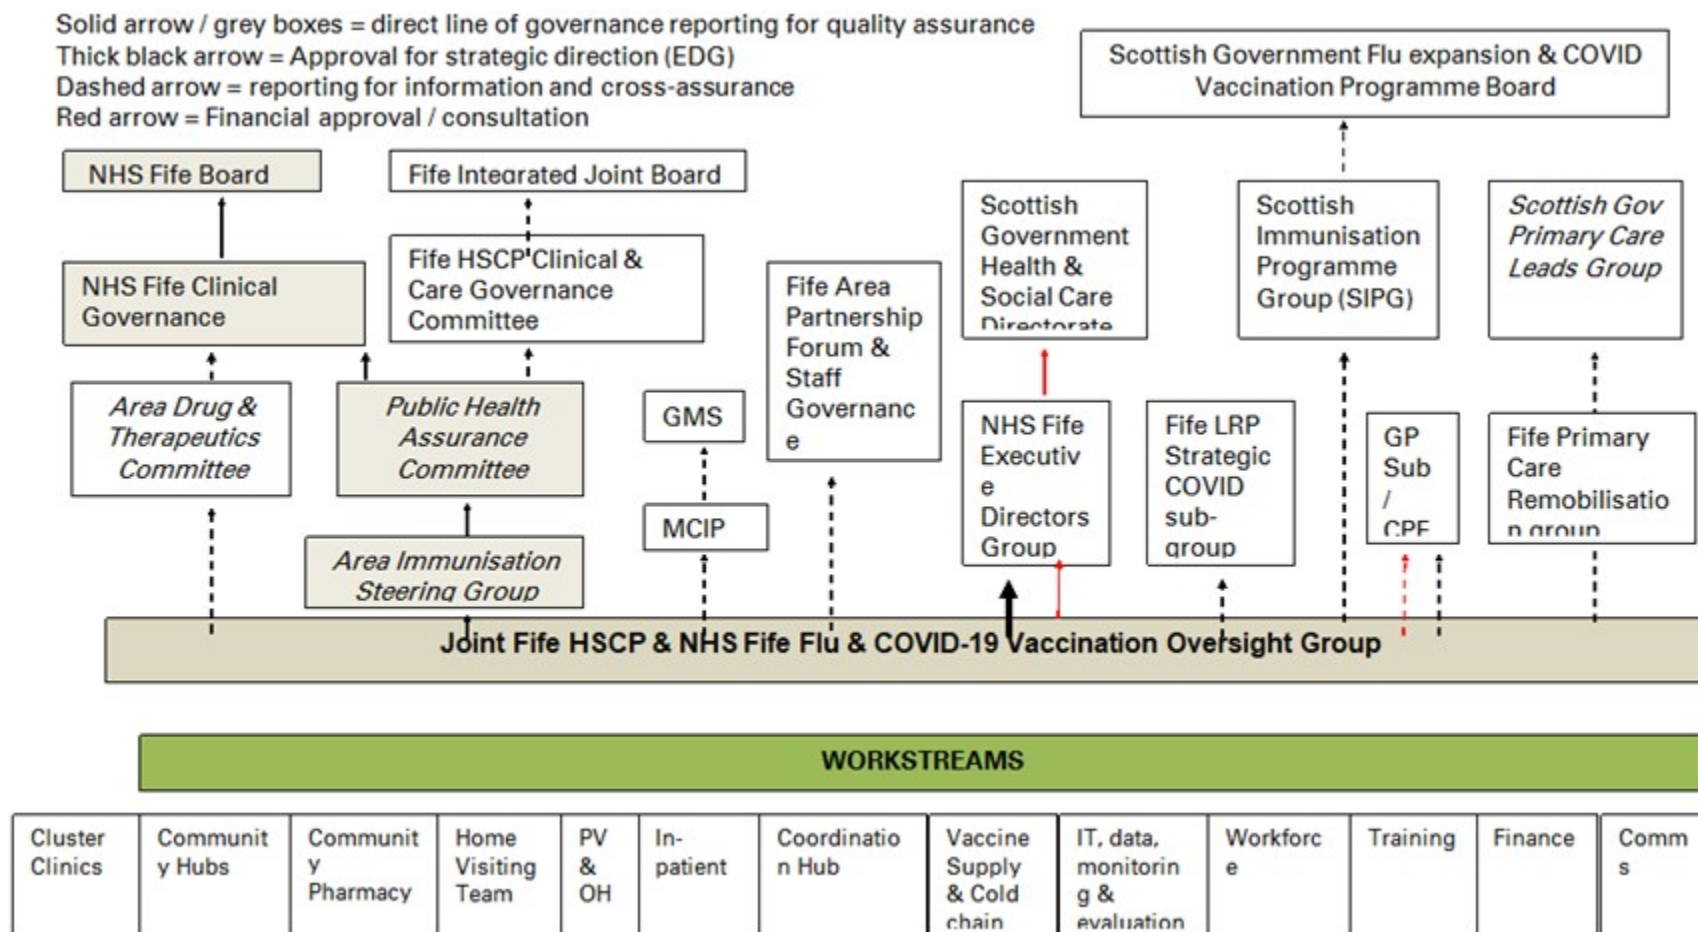 Solid arrow / grey boxes = direct line of governance reporting for quality assurance
Thick black arrow = Approval for strategic direction (EDG)
Dashed arrow = reporting for information and cross-assurance
Red arrow = Financial approval / consultation
Scottish Government Flu expansion & COVID
Vaccination Programme Board
NHS Fife Board
Fife Integrated Joint Board
Scottish
Government
Health &
Social Care
Directorate
Scottish
Immunisation
Programme
Group (SIPG)
Scottish Gov
Primary Care
Leads Group
NHS Fife Clinical
Governance
Fife HSCP Clinical &
Care Governance
Committee
Fife Area
Partnership
Forum &
Staff
Governanc
e
Area Drug &
Therapeutics
Committee
Public Health
Assurance
Committee
GMS
MCIP
NHS Fife
Executiv
e
Directors
Group
Fife LRP
Strategic
COVID
sub-
group
GP
Sub
/
Fife Primary
Care
Remobilisatio
n group
Area Immunisation
Steering Group
Joint Fife HSCP & NHS Fife Flu & COVID-19 Vaccination Oversight Group
WORKSTREAMS
Cluster
Clinics
Communit
y Hubs
Communit
y
Pharmacy
Home
Visiting
Team
PV
&
OH
In-
patient
Coordinatio
n Hub
Vaccine
Supply
& Cold
chain
IT, data,
monitorin
g &
evaluation
Workforc
e
Training
Finance
Comm
s